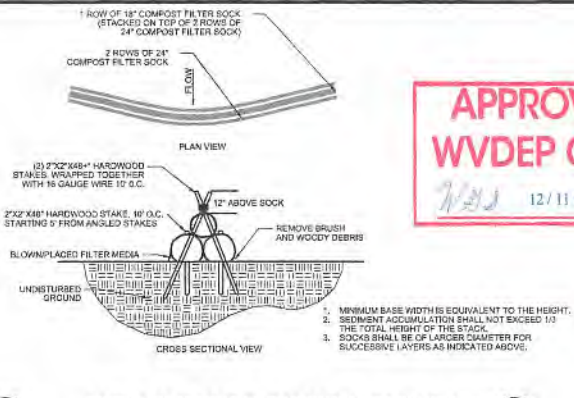 1 ROW OF 18" COMPOST FILTER SOCK
(STACKED ON TOP OF 2 ROWS OF
24" COMPOST FILTER SOCK)
2 ROWS OF 24"
COMPOST FILTER SOCK
FLOW
PLAN VIEW
APPROV
WVDEP O
12/11
(2) 2"X2"X48+" HARDWOOD
STAKES, WRAPPED TOGETHER
WITH 16 GAUGE WIRE 10' O.C.
12" ABOVE SOCK
2"X2"X48" HARDWOOD STAKE, 10' O.C.
STARTING 5' FROM ANGLED STAKES
REMOVE BRUSH
AND WOODY DEBRIS
BLOWN/PLACED FILTER MEDIA
UNDISTURBED
GROUND
CROSS SECTIONAL VIEW
1. MINIMUM BASE WIDTH IS EQUIVALENT TO THE HEIGHT.
2. SEDIMENT ACCUMULATION SHALL NOT EXCEED 1/3
THE TOTAL HEIGHT OF THE STACK.
3. SOCKS SHALL BE OF LARGER DIAMETER FOR
SUCCESSIVE LAYERS AS INDICATED ABOVE.